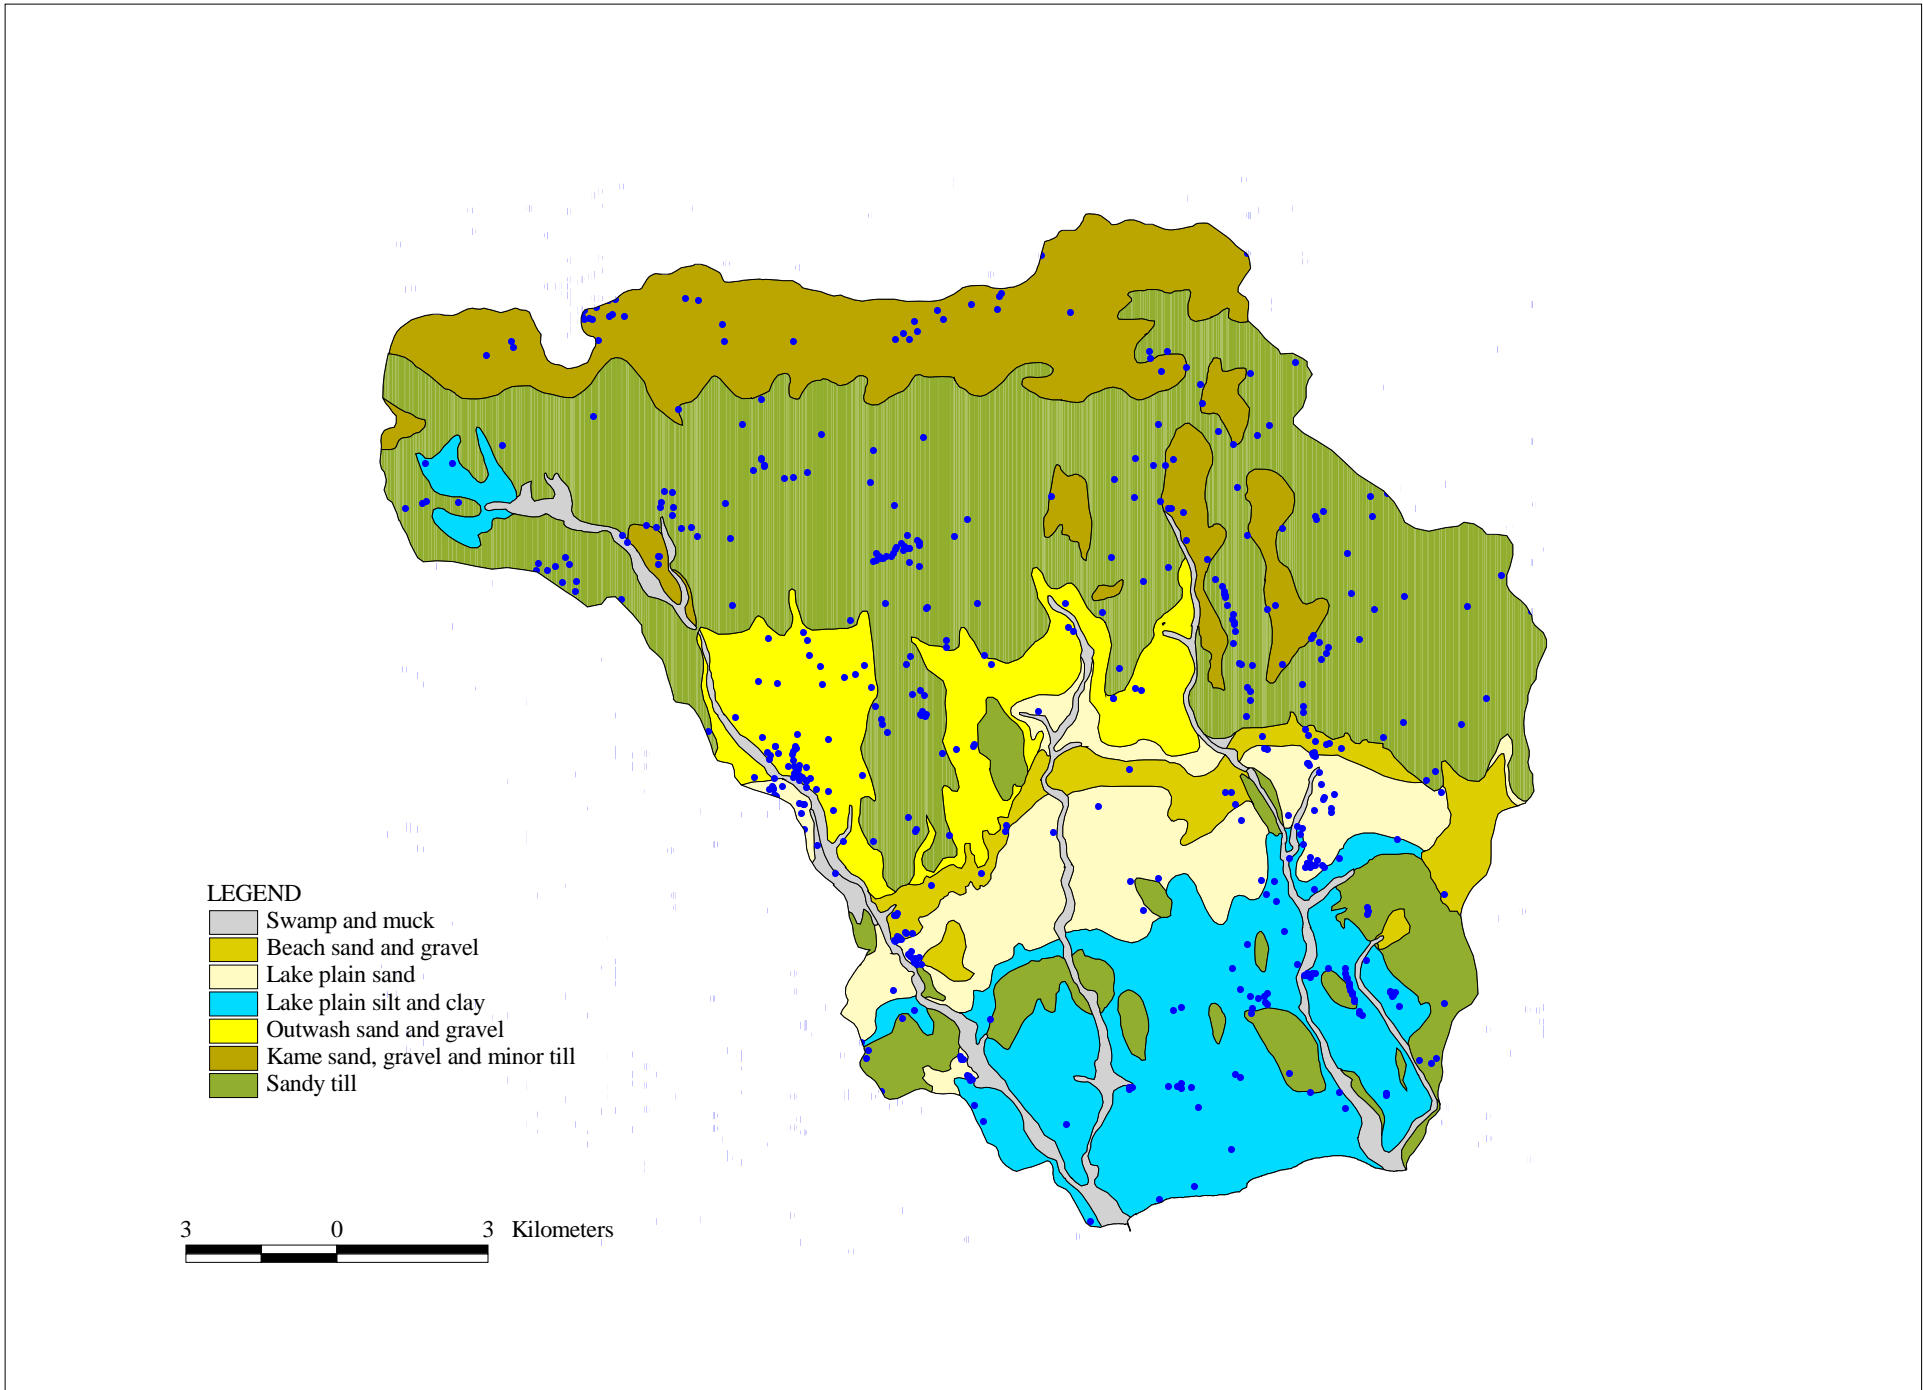 LEGEND
Swamp and muck
Beach sand and gravel
Lake plain sand
Lake plain silt and clay
Outwash sand and gravel
Kame sand, gravel and minor till
Sandy till
3 0 3 Kilometers